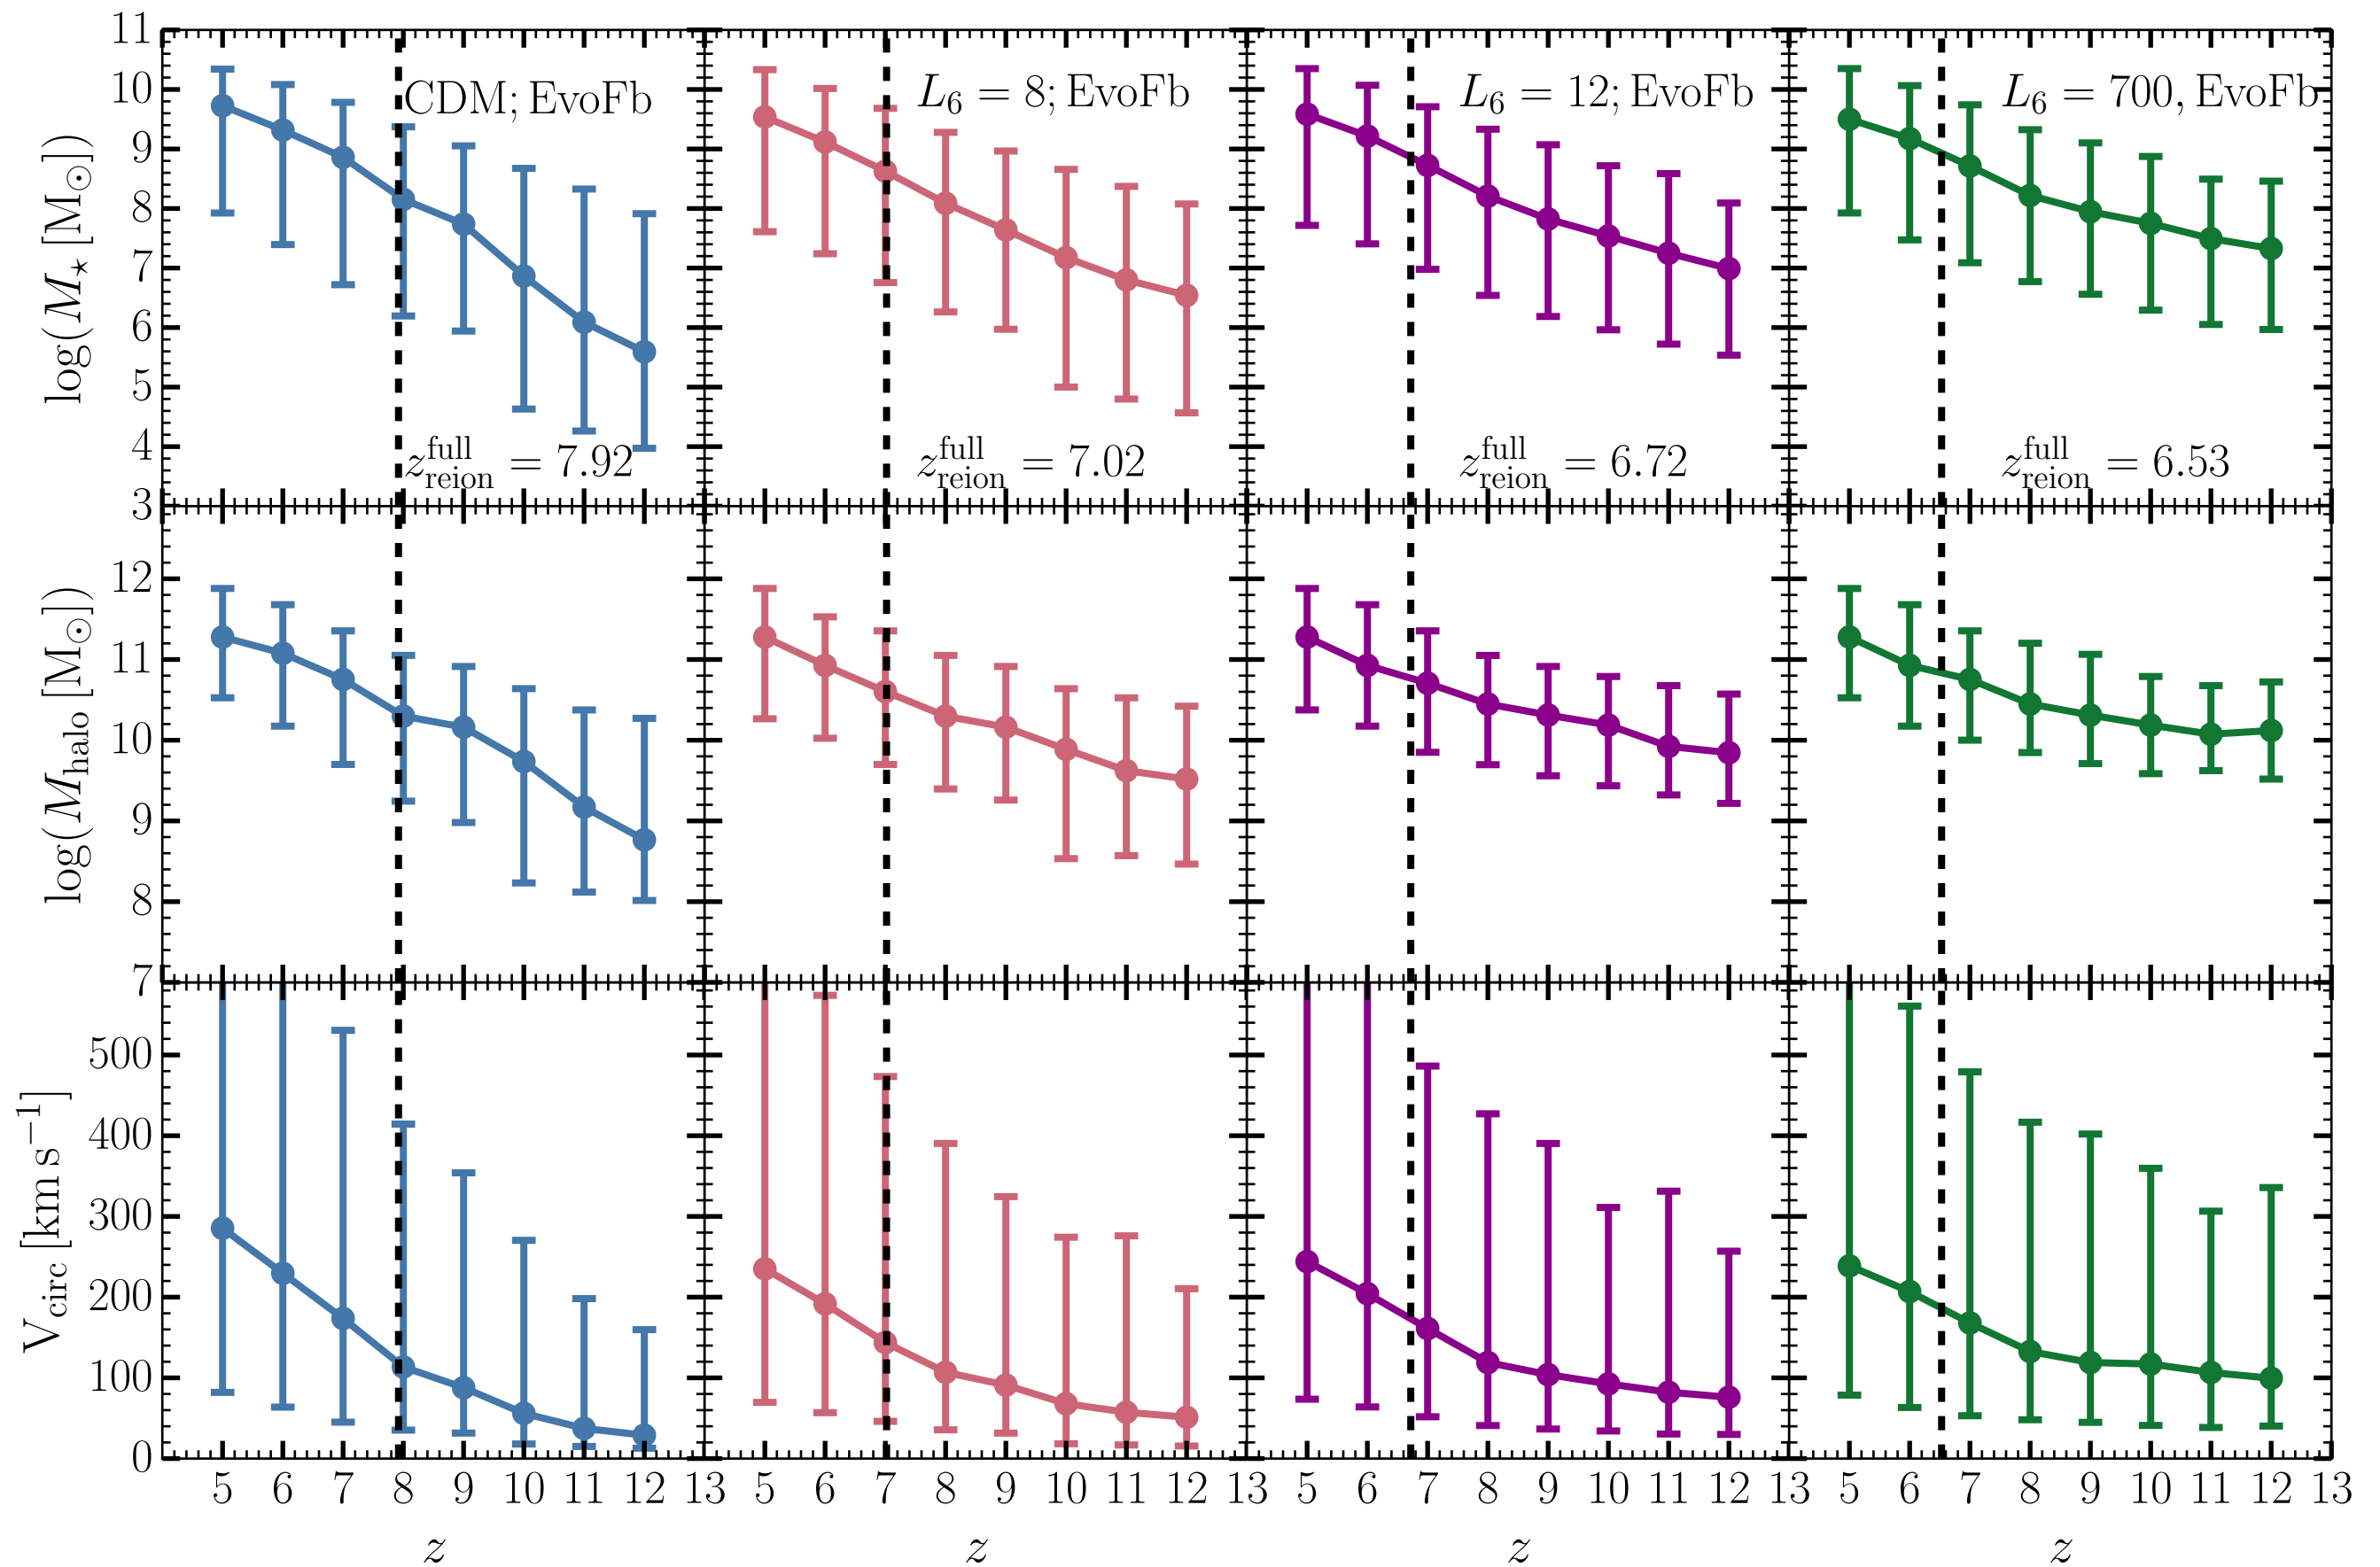 11
10
9
8
7
6
5
4
3
log(M⋆ [M⊙])
CDM; EvoFb
z_reion^full = 7.92
L₆ = 8; EvoFb
z_reion^full = 7.02
L₆ = 12; EvoFb
z_reion^full = 6.72
L₆ = 700, EvoFb
z_reion^full = 6.53
12
11
10
9
8
7
log(M_halo [M⊙])
500
400
300
200
100
0
V_circ [km s⁻¹]
5 6 7 8 9 10 11 12 13 5 6 7 8 9 10 11 12 13 5 6 7 8 9 10 11 12 13 5 6 7 8 9 10 11 12 13
z z z z